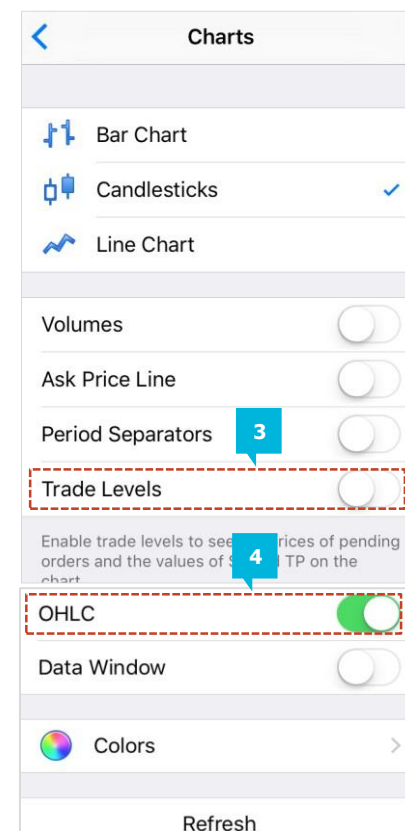 Charts
Bar Chart
Candlesticks
Line Chart
Volumes
Ask Price Line
Period Separators
3
Trade Levels
Enable trade levels to see rices of pending
orders and the values of TP on the
4
chart
OHLC
Data Window
Colors
Refresh